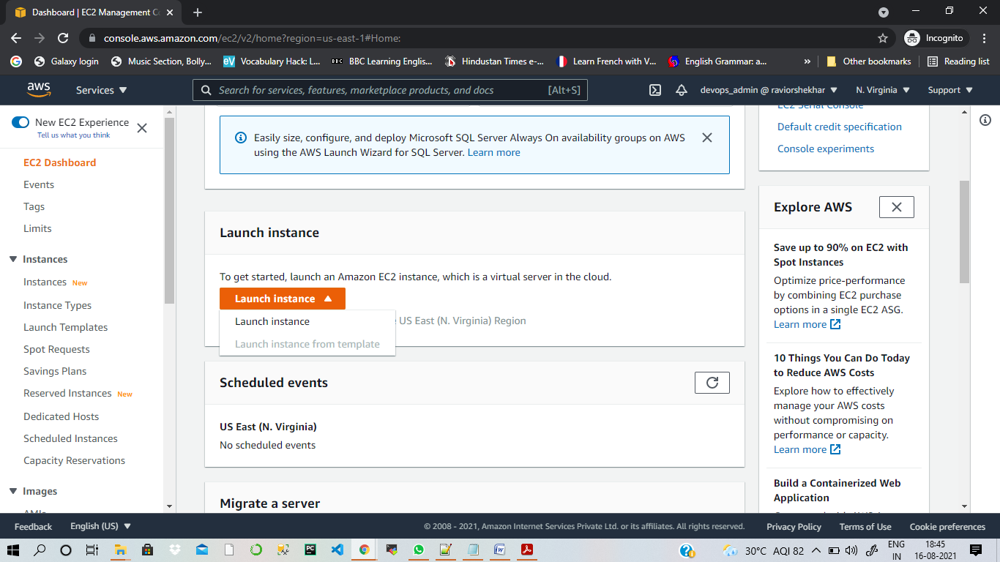 Dashboard | EC2 Management Co
console.aws.amazon.com/ec2/v2/home?region=us-east-1#Home:
Incognito
Galaxy login
Music Section, Bolly...
eV
Vocabulary Hack: L...
BBC
BBC Learning Englis...
Hindustan Times e-...
Learn French with V...
English Grammar: a...
»
Other bookmarks
Reading list
aws
Services
Search for services, features, marketplace products, and docs
[Alt+S]
devops_admin @ raviorshekhar
N. Virginia
Support
New EC2 Experience
Tell us what you think
EC2 Dashboard
Events
Tags
Limits
Instances
Instances New
Instance Types
Launch Templates
Spot Requests
Savings Plans
Reserved Instances New
Dedicated Hosts
Scheduled Instances
Capacity Reservations
Images
AMIs
Easily size, configure, and deploy Microsoft SQL Server Always On availability groups on AWS
using the AWS Launch Wizard for SQL Server. Learn more
Launch instance
To get started, launch an Amazon EC2 instance, which is a virtual server in the cloud.
Launch instance
Launch instance
US East (N. Virginia) Region
Launch instance from template
Scheduled events
US East (N. Virginia)
No scheduled events
Migrate a server
EC2 Serial Console
Default credit specification
Console experiments
Explore AWS
Save up to 90% on EC2 with
Spot Instances
Optimize price-performance
by combining EC2 purchase
options in a single EC2 ASG.
Learn more
10 Things You Can Do Today
to Reduce AWS Costs
Explore how to effectively
manage your AWS costs
without compromising on
performance or capacity.
Learn more
Build a Containerized Web
Application
Feedback
English (US)
© 2008 - 2021, Amazon Internet Services Private Ltd. or its affiliates. All rights reserved.
Privacy Policy
Terms of Use
Cookie preferences
PC
W
30°C AQI 82
ENG
IN
18:45
16-08-2021